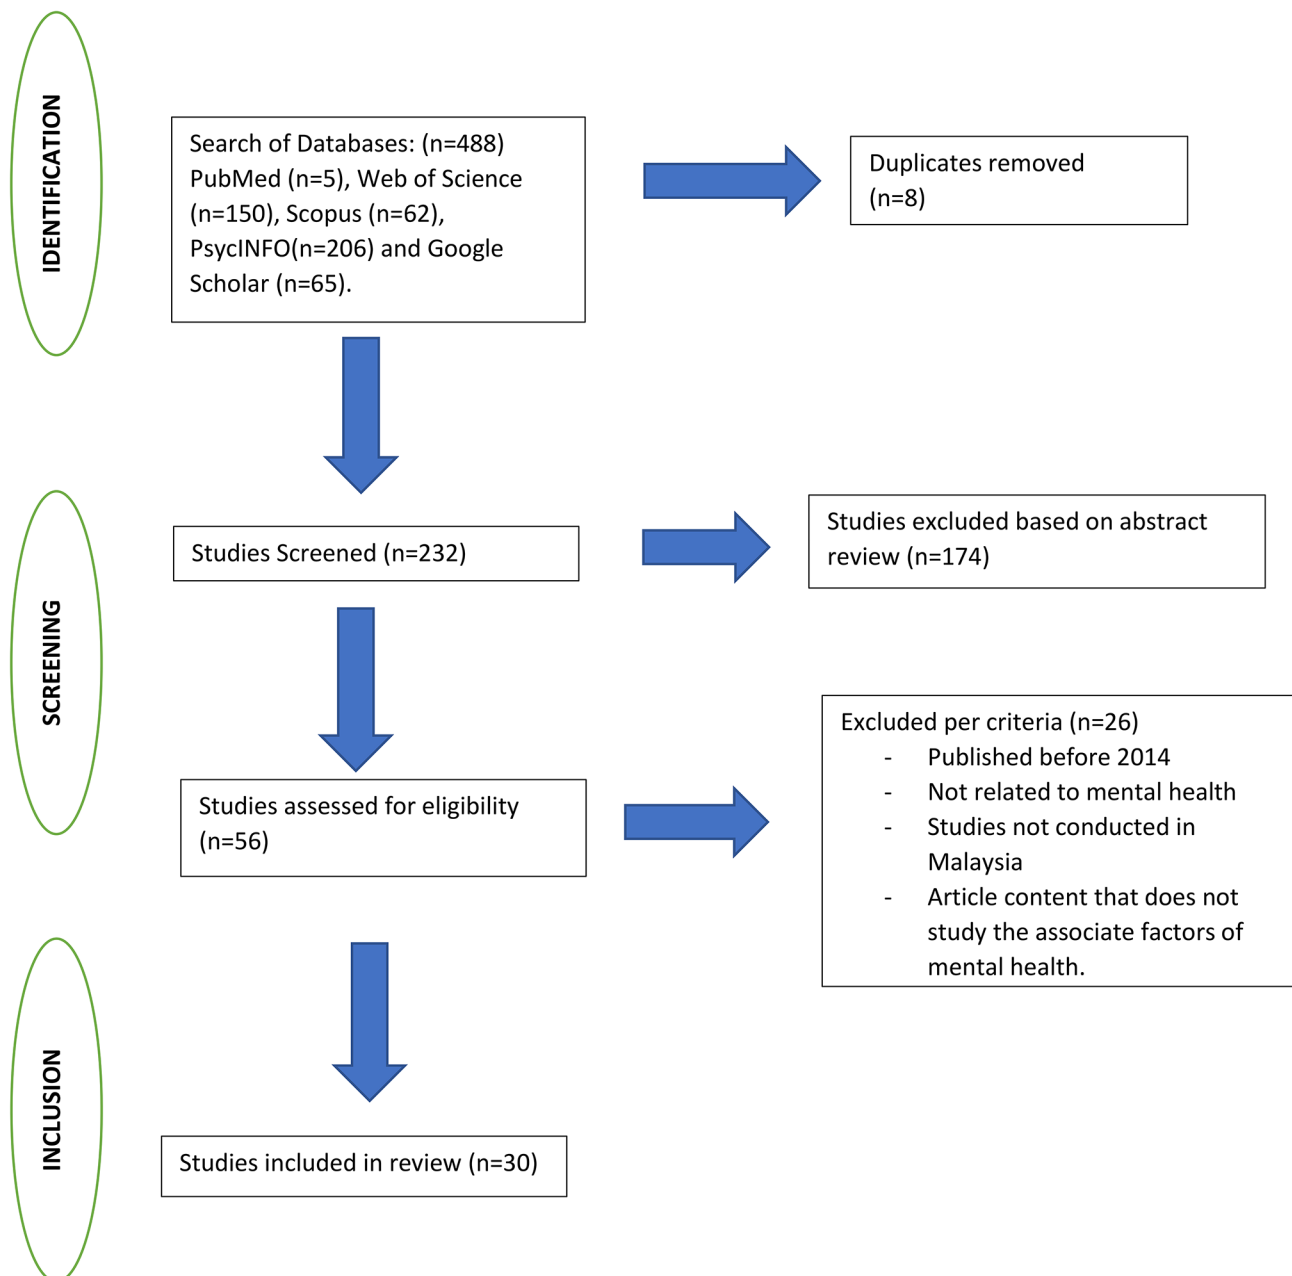 IDENTIFICATION
Search of Databases: (n=488)
PubMed (n=5), Web of Science
(n=150), Scopus (n=62),
PsycINFO(n=206) and Google
Scholar (n=65).
Duplicates removed
(n=8)
SCREENING
Studies Screened (n=232)
Studies excluded based on abstract
review (n=174)
Studies assessed for eligibility
(n=56)
Excluded per criteria (n=26)
- Published before 2014
- Not related to mental health
- Studies not conducted in
Malaysia
- Article content that does not
study the associate factors of
mental health.
INCLUSION
Studies included in review (n=30)